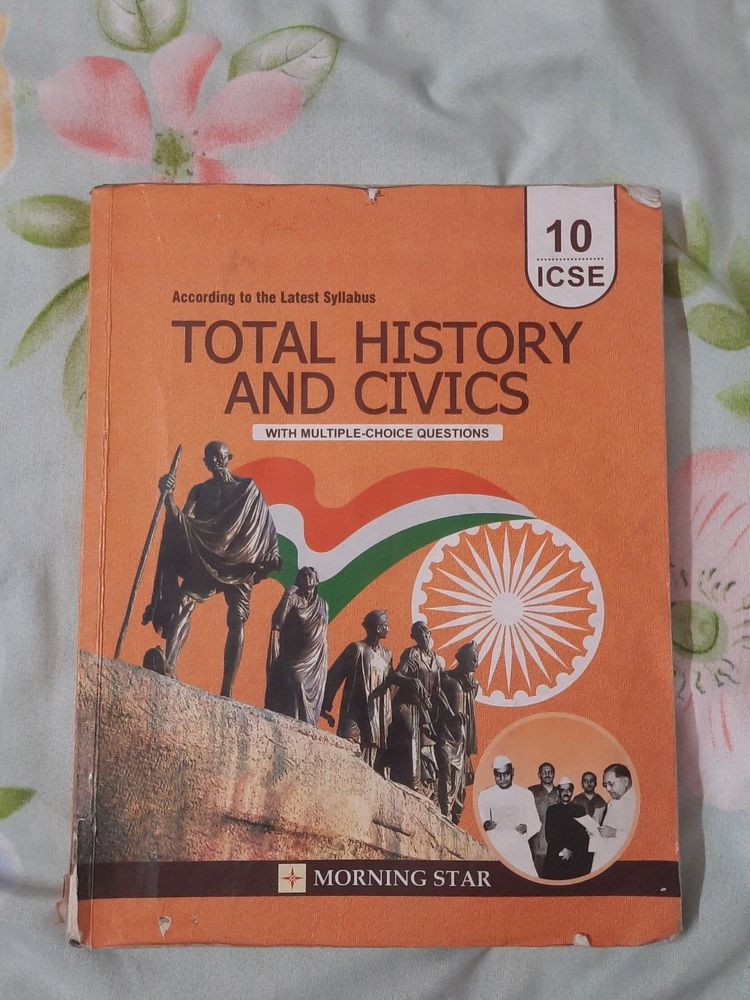 10
ICSE
According to the Latest Syllabus
TOTAL HISTORY
AND CIVICS
WITH MULTIPLE-CHOICE QUESTIONS
MORNING STAR